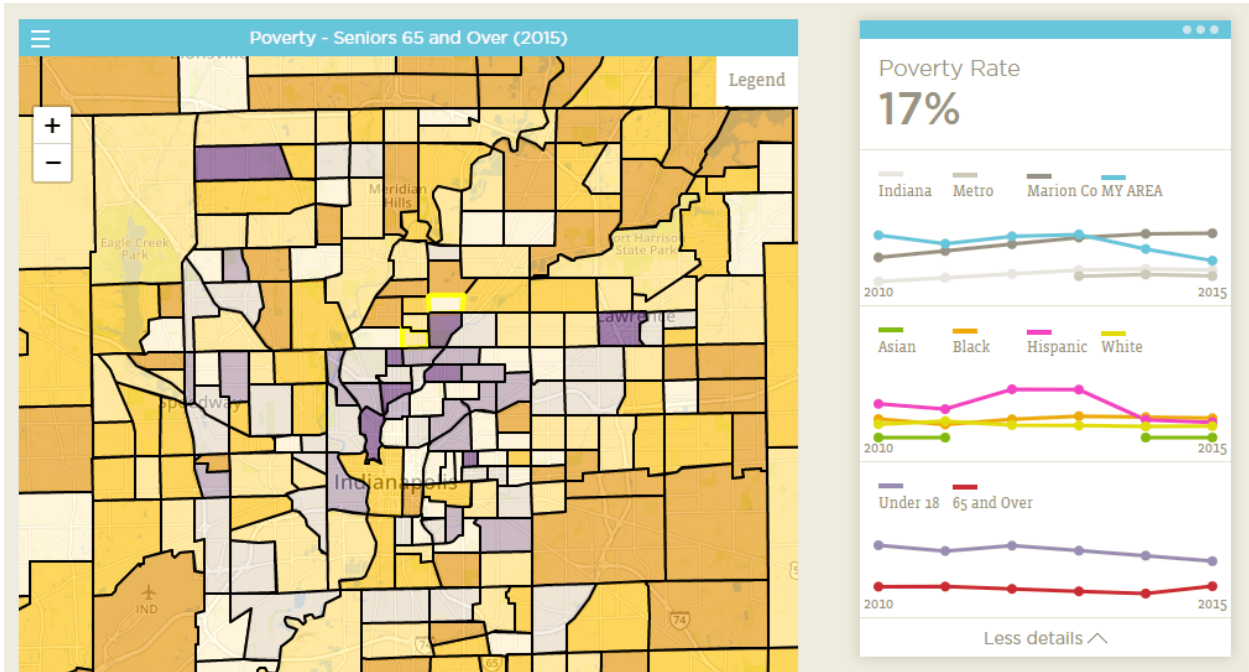 Poverty - Seniors 65 and Over (2015)
Legend
+
−
Meridian
Hills
Eagle Creek
Park
Fort Harrison
State Park
Lawrence
Speedway
Indianapolis
IND
74
74
65
Poverty Rate
17%
Indiana Metro Marion Co MY AREA
2010 2015
Asian Black Hispanic White
2010 2015
Under 18 65 and Over
2010 2015
Less details